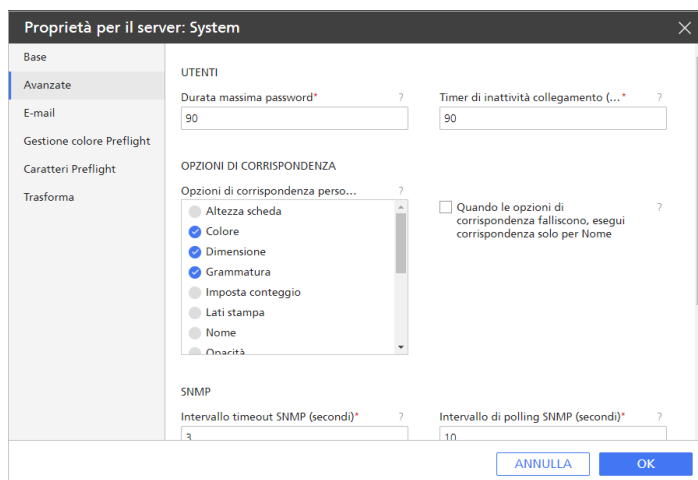 Proprietà per il server: System
Base
Avanzate
E-mail
Gestione colore Preflight
Caratteri Preflight
Trasforma
UTENTI
Durata massima password* ?
Timer di inattività collegamento (...* ?
90
90
OPZIONI DI CORRISPONDENZA
Opzioni di corrispondenza perso... ?
Altezza scheda
Colore
Dimensione
Grammatura
Imposta conteggio
Lati stampa
Nome
Opacità
Quando le opzioni di ?
corrispondenza falliscono, esegui
corrispondenza solo per Nome
SNMP
Intervallo timeout SNMP (secondi)* ?
Intervallo di polling SNMP (secondi)* ?
3
10
ANNULLA
OK